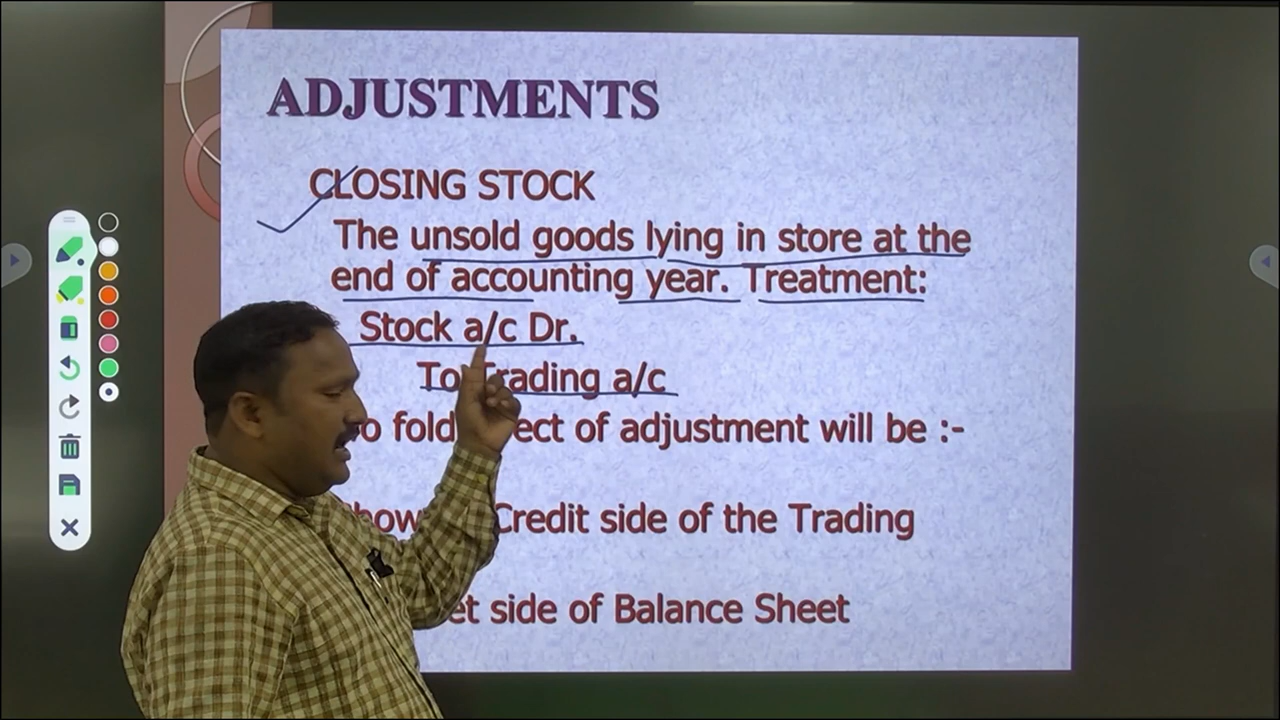 ADJUSTMENTS
CLOSING STOCK
The unsold goods lying in store at the
end of accounting year. Treatment:
Stock a/c Dr.
To Trading a/c
fold of adjustment will be :-
Credit side of the Trading
side of Balance Sheet